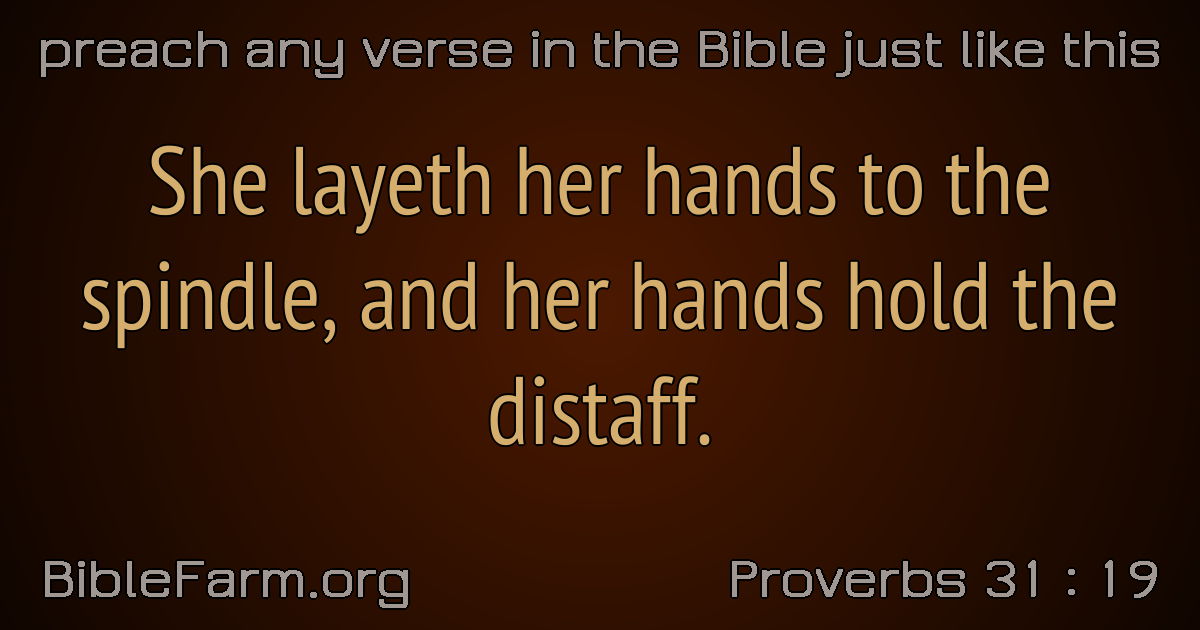 preach any verse in the Bible just like this
She layeth her hands to the
spindle, and her hands hold the
distaff.
BibleFarm.org
Proverbs 31 : 19